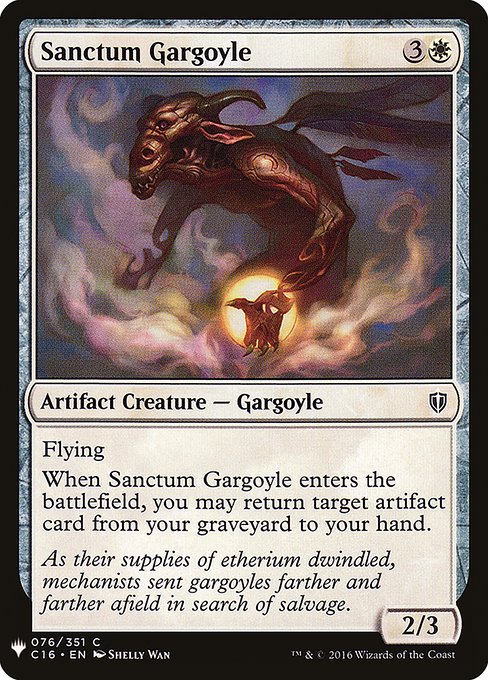 Sanctum Gargoyle 3
Artifact Creature — Gargoyle
Flying
When Sanctum Gargoyle enters the
battlefield, you may return target artifact
card from your graveyard to your hand.
As their supplies of etherium dwindled,
mechanists sent gargoyles farther and
farther afield in search of salvage.
2/3
076/351 C
C16 • EN Shelly Wan
™ & © 2016 Wizards of the Coast